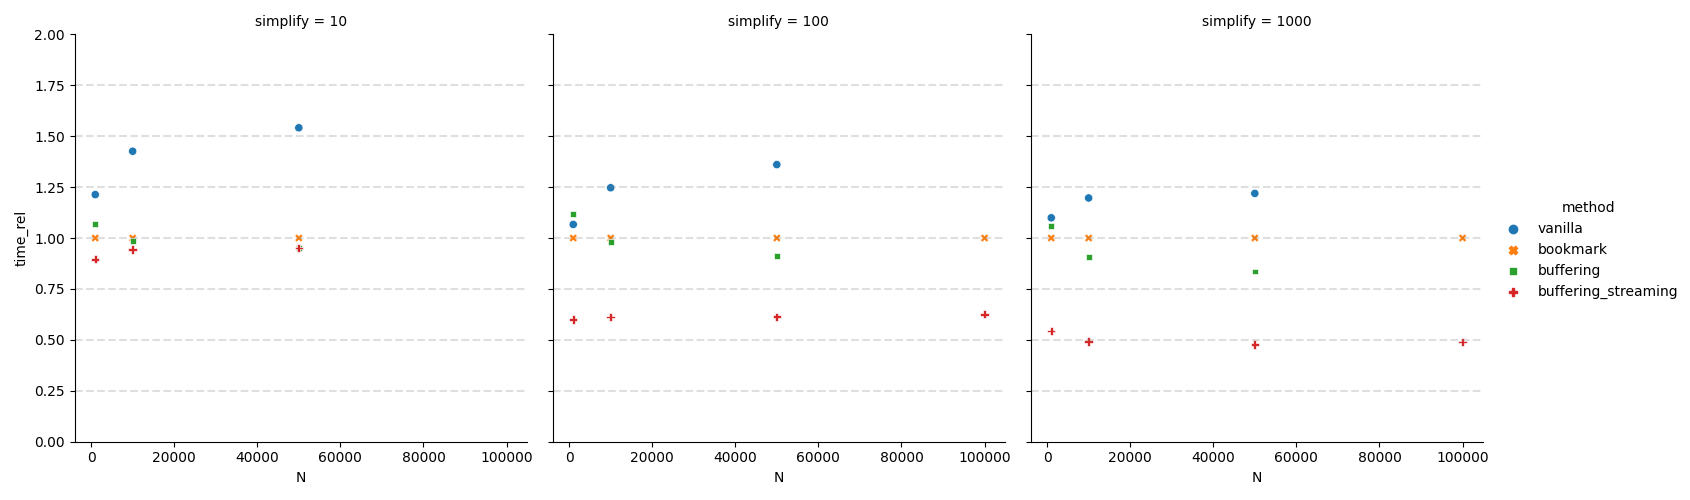 simplify = 10
simplify = 100
simplify = 1000
2.00
1.75
1.50
1.25
1.00
0.75
0.50
0.25
0.00
time_rel
0 20000 40000 60000 80000 100000
0 20000 40000 60000 80000 100000
0 20000 40000 60000 80000 100000
N
N
N
method
vanilla
bookmark
buffering
buffering_streaming